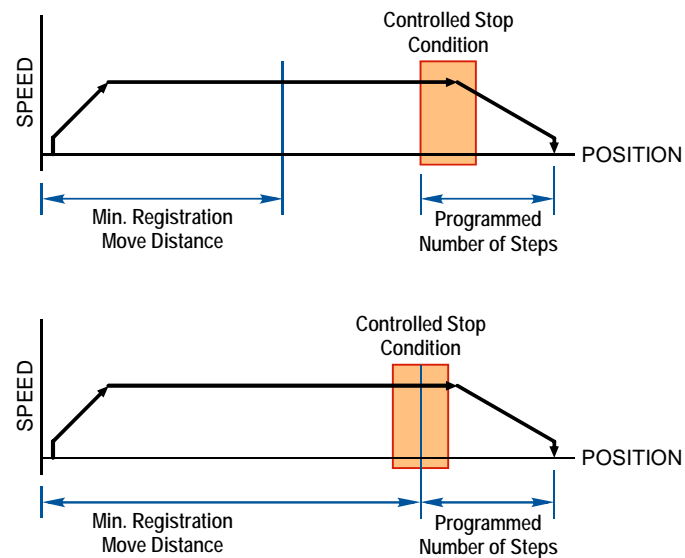 Controlled Stop
Condition
SPEED
POSITION
Min. Registration
Move Distance
Programmed
Number of Steps
Controlled Stop
Condition
SPEED
POSITION
Min. Registration
Move Distance
Programmed
Number of Steps